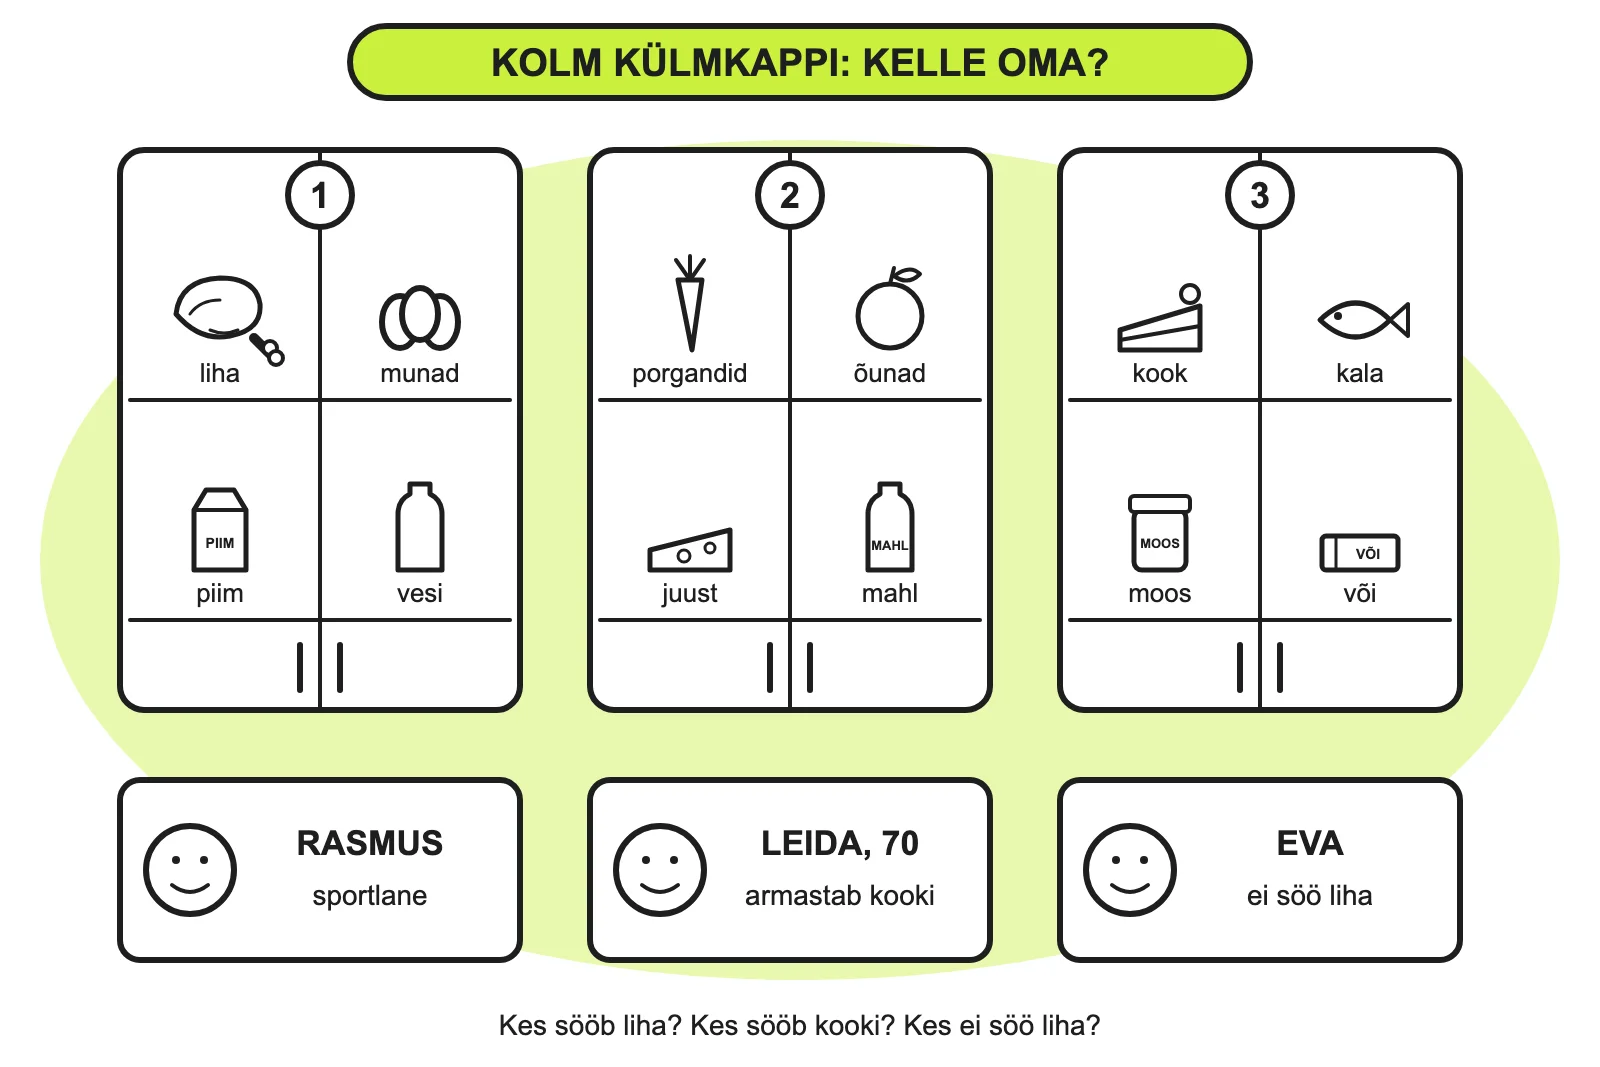 KOLM KÜLMKAPPI: KELLE OMA?
1
liha
munad
PIIM
piim
vesi
2
porgandid
õunad
juust
MAHL
mahl
3
kook
kala
MOOS
moos
VÕI
või
RASMUS
sportlane
LEIDA, 70
armastab kooki
EVA
ei söö liha
Kes sööb liha? Kes sööb kooki? Kes ei söö liha?